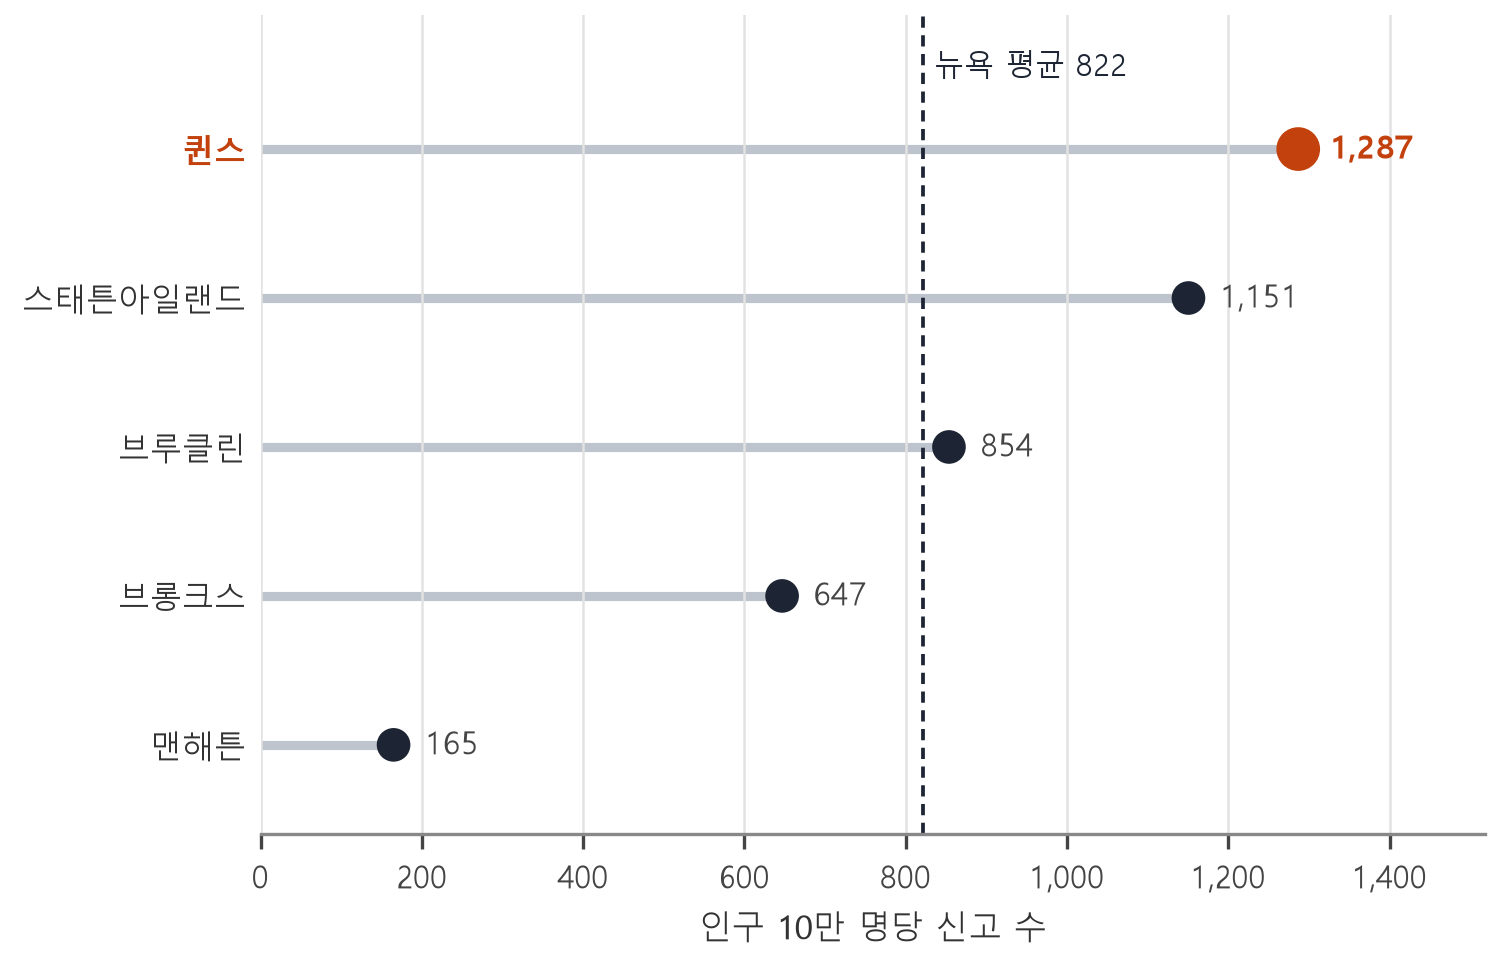 뉴욕 평균 822
퀸스 1,287
스태튼아일랜드 1,151
브루클린 854
브롱크스 647
맨해튼 165
0 200 400 600 800 1,000 1,200 1,400
인구 10만 명당 신고 수